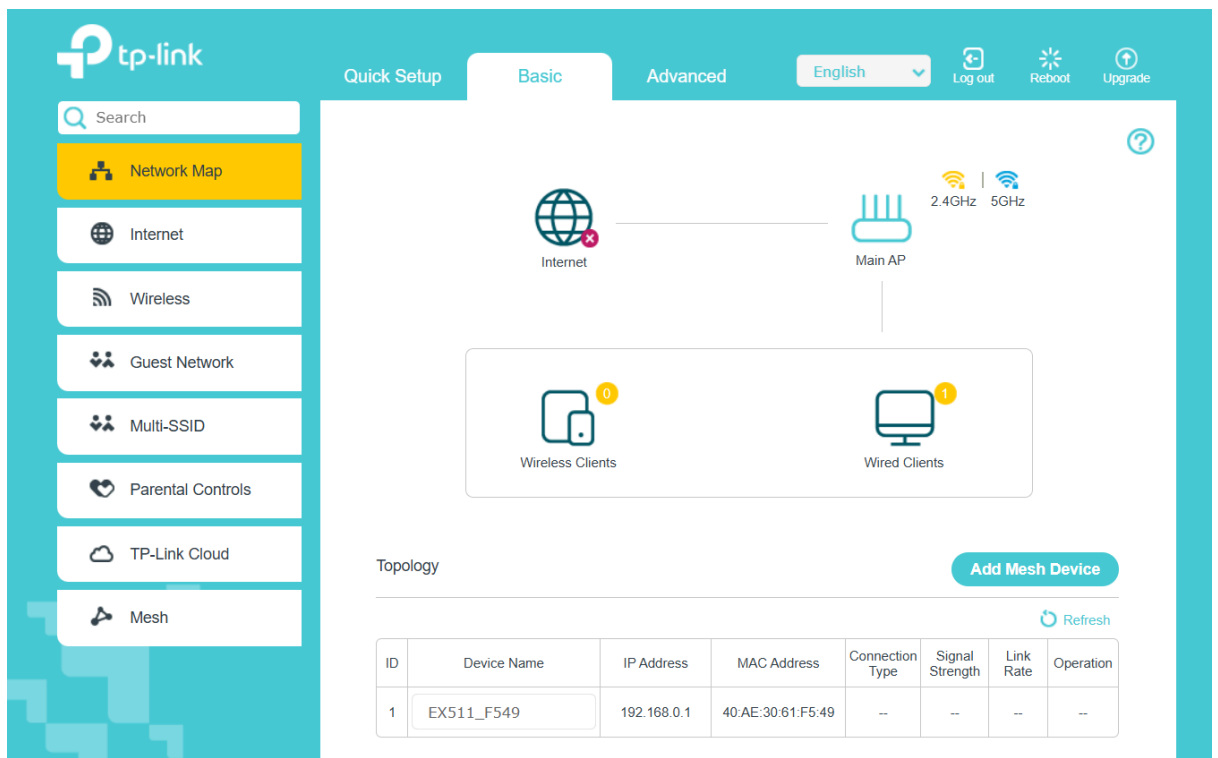 tp-link
Quick Setup
Basic
Advanced
English
Log out
Reboot
Upgrade
Search
Network Map
Internet
Wireless
Guest Network
Multi-SSID
Parental Controls
TP-Link Cloud
Mesh
?
2.4GHz | 5GHz
Internet
Main AP
0
1
Wireless Clients
Wired Clients
Topology
Add Mesh Device
Refresh
ID Device Name IP Address MAC Address Connection Type Signal Strength Link Rate Operation
1 EX511_F549 192.168.0.1 40:AE:30:61:F5:49 -- -- -- --